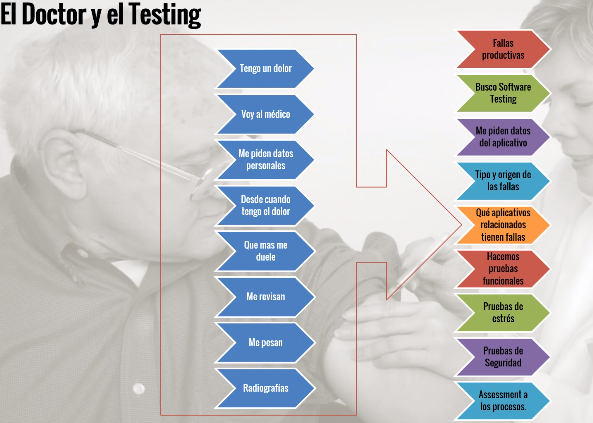 El Doctor y el Testing
Tengo un dolor
Voy al médico
Me piden datos
personales
Desde cuando
tengo el dolor
Que mas me
duele
Me revisan
Me pesan
Radiografías
Fallas
productivas
Busco Software
Testing
Me piden datos
del aplicativo
Tipo y origen de
las fallas
Qué aplicativos
relacionados
tienen fallas
Hacemos
pruebas
funcionales
Pruebas de
estrés
Pruebas de
Seguridad
Assessment a
los procesos.